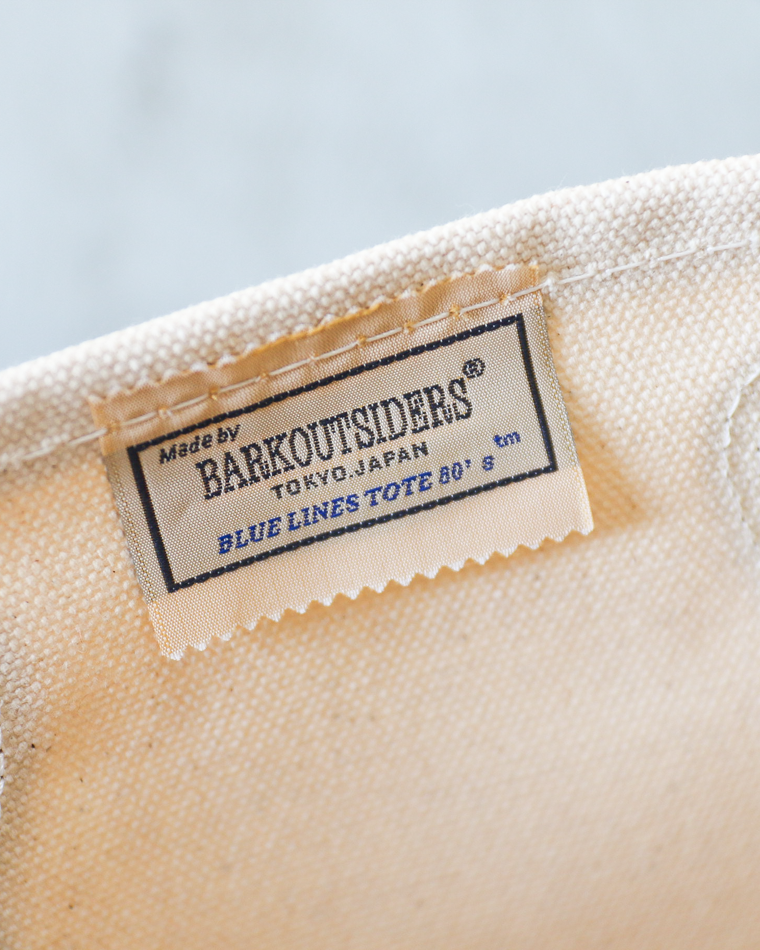 Made by
BARKOUTSIDERS®
TOKYO.JAPAN
BLUE LINES TOTE 80's tm